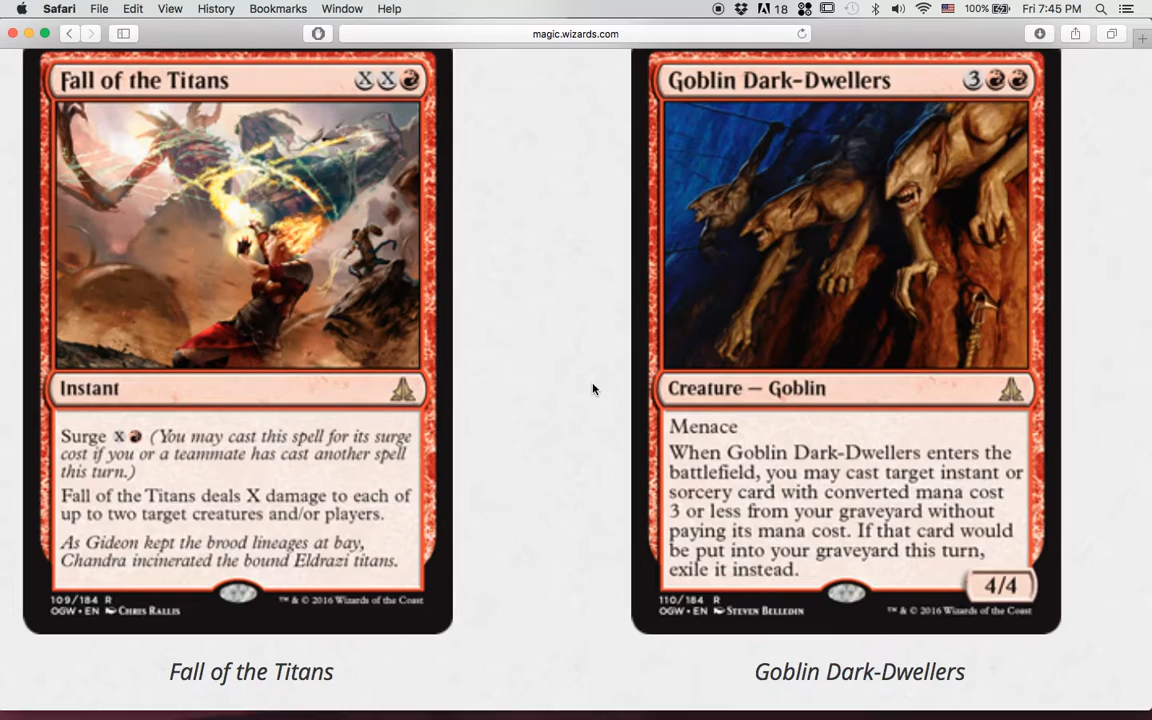 Safari File Edit View History Bookmarks Window Help 18 100% Fri 7:45 PM
magic.wizards.com
Fall of the Titans XXR
Instant
Surge XR (You may cast this spell for its surge
cost if you or a teammate has cast another spell
this turn.)
Fall of the Titans deals X damage to each of
up to two target creatures and/or players.
As Gideon kept the brood lineages at bay,
Chandra incinerated the bound Eldrazi titans.
109/184 R
OGW • EN Chris Rallis ™ & © 2016 Wizards of the Coast
Fall of the Titans
Goblin Dark-Dwellers 3
Creature — Goblin
Menace
When Goblin Dark-Dwellers enters the
battlefield, you may cast target instant or
sorcery card with converted mana cost
3 or less from your graveyard without
paying its mana cost. If that card would
be put into your graveyard this turn,
exile it instead.
4/4
110/184 R
OGW • EN Steven Belledin ™ & © 2016 Wizards of the Coast
Goblin Dark-Dwellers